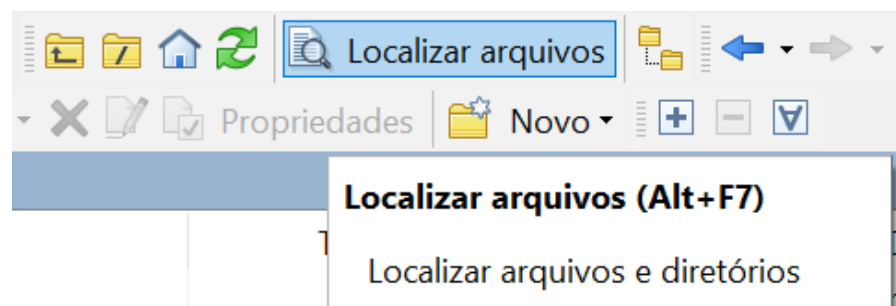 Localizar arquivos
Propriedades Novo
Localizar arquivos (Alt+F7)
Localizar arquivos e diretórios